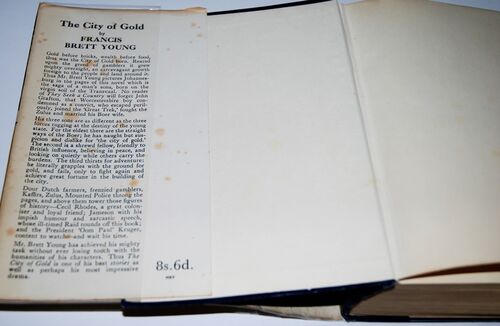 The City of Gold
by
FRANCIS
BRETT YOUNG
Gold before bricks, wealth before food,
thus was the City of Gold born. Reared
upon the greed of gamblers it grew
mighty overnight, an extravagant growth
foreign to the people and land around it.
Thus Mr. Brett Young pictures Johannes-
burg in the pages of this novel which is
the saga of a man's sons, born on the
virgin soil of the Transvaal. No reader
of They Seek a Country will forget John
Grafton, that Worcestershire boy con-
demned as a convict, who escaped peril-
ously, joined the 'Great Trek,' fought the
Zulus and married his Boer wife.
His three sons are as different as the three
forces tugging at the destiny of the young
state. For the eldest there are the straight
ways of the Boer; he has naught but sus-
picion and dislike for 'the city of gold.'
The second is a shrewd fellow, friendly to
British influence, believing in peace, and
looking on quietly while others carry the
burdens. The third thirsts for adventure:
he literally grapples with the ground for
gold, and fails, only to fight again and
achieve great fortune in the building of
the city.
Dour Dutch farmers, frenzied gamblers,
Kaffirs, Zulus, Mounted Police throng the
pages, and above them tower those figures
of history—Cecil Rhodes, a great colon-
iser and loyal friend; Jameson with his
impish humour and sarcastic speech,
whose ill-timed Raid rounds off this book;
and the President 'Oom Paul' Kruger,
content to watch and wait his time.
Mr. Brett Young has achieved his mighty
task without ever losing touch with the
humanities of his characters. Thus The
City of Gold is one of his best stories as
well as perhaps his most impressive
drama.
8s. 6d.
NET